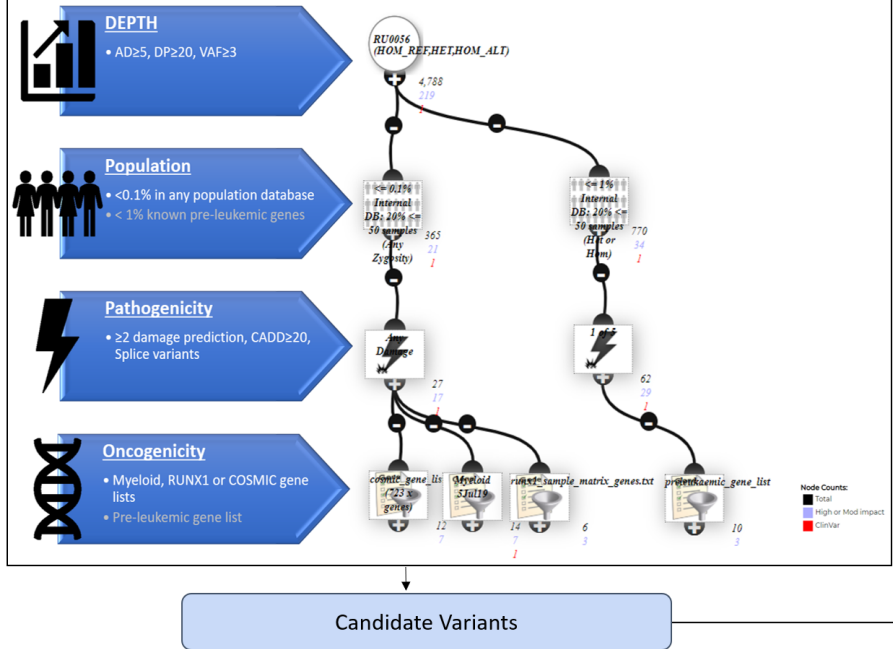 DEPTH
• AD≥5, DP≥20, VAF≥3
RU0056
(HOM_REF,HET,HOM_ALT)
4,788
219
1
Population
• <0.1% in any population database
• < 1% known pre-leukemic genes
<= 0.1%
Internal
DB: 20% <=
50 samples
(Any
Zygosity)
365
21
1
<= 1%
Internal
DB: 20% <=
50 samples
(Het or
Hom)
770
34
1
Pathogenicity
• ≥2 damage prediction, CADD≥20,
Splice variants
Any
Damage
27
17
1
1 of 5
62
29
1
Oncogenicity
• Myeloid, RUNX1 or COSMIC gene
lists
• Pre-leukemic gene list
cosmic_gene_lis
(723 x
genes)
12
7
Myeloid
5Jul19
14
7
1
runx1_sample_matrix_genes.txt
6
3
preleukaemic_gene_list
10
3
Node Counts:
Total
High or Mod impact
ClinVar
Candidate Variants